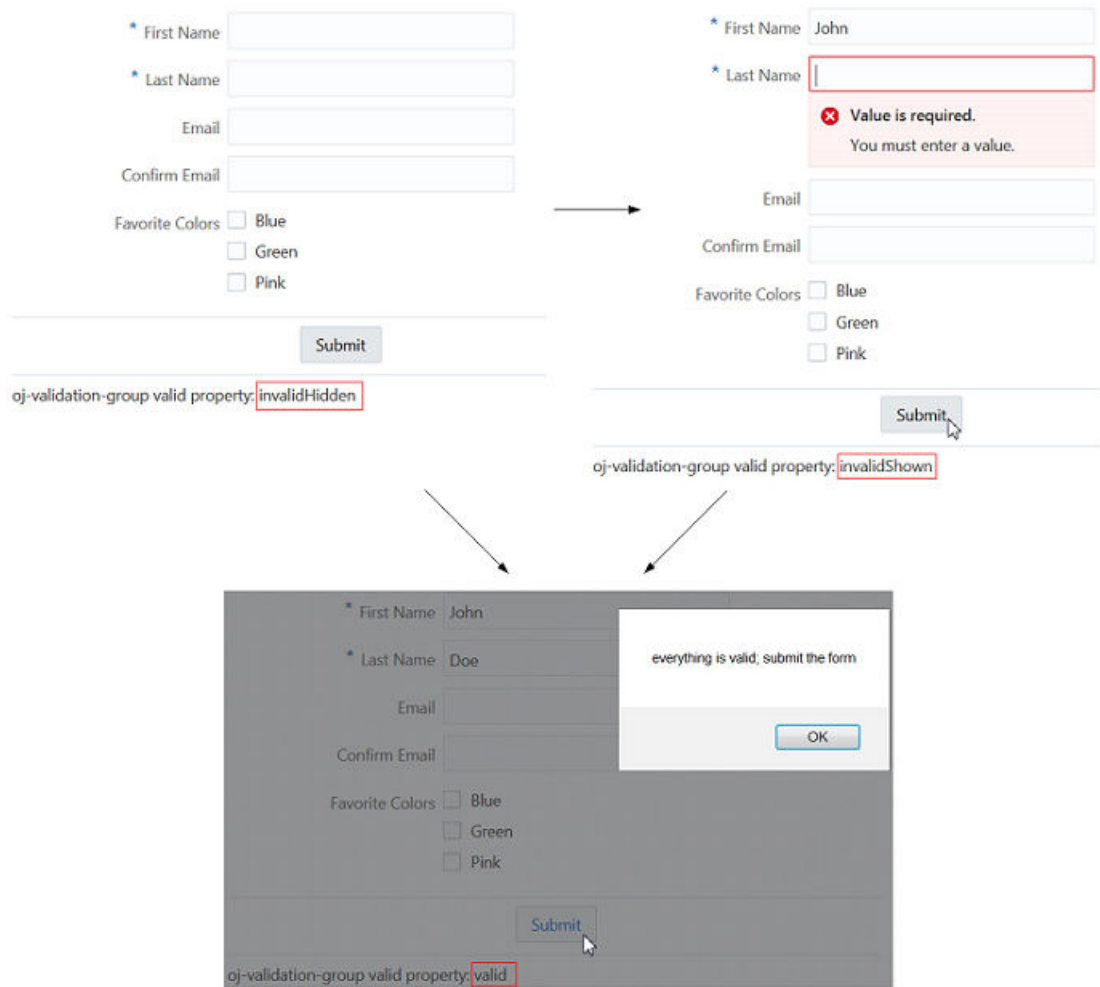 * First Name
* Last Name
Email
Confirm Email
Favorite Colors Blue
Green
Pink
Submit
oj-validation-group valid property: invalidHidden
* First Name John
* Last Name
Value is required.
You must enter a value.
Email
Confirm Email
Favorite Colors Blue
Green
Pink
Submit
oj-validation-group valid property: invalidShown
* First Name John
* Last Name Doe
Email
Confirm Email
Favorite Colors Blue
Green
Pink
Submit
oj-validation-group valid property: valid
everything is valid; submit the form
OK